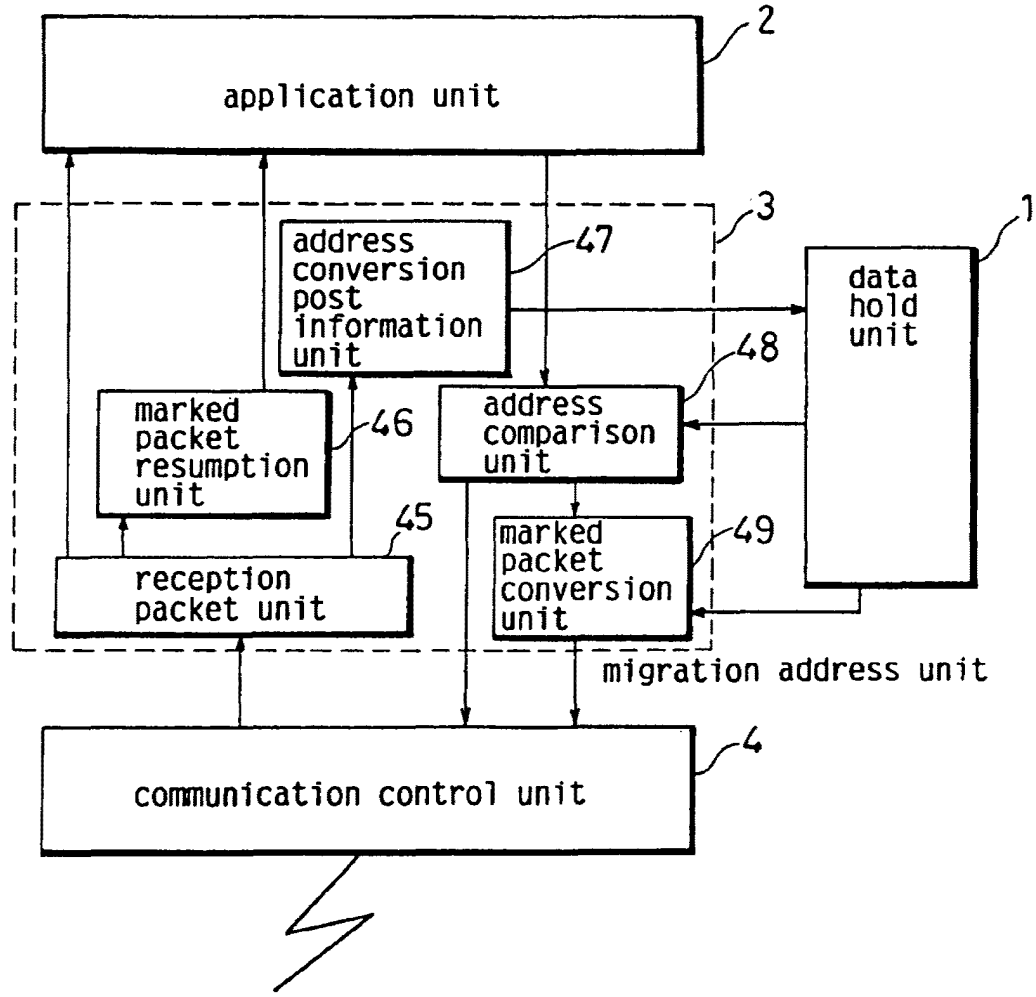 2
application unit
3
1
address
conversion
post
information
unit
47
data
hold
unit
48
marked
packet
resumption
unit
46
address
comparison
unit
45
reception
packet unit
marked
packet
conversion
unit
49
migration address unit
4
communication control unit